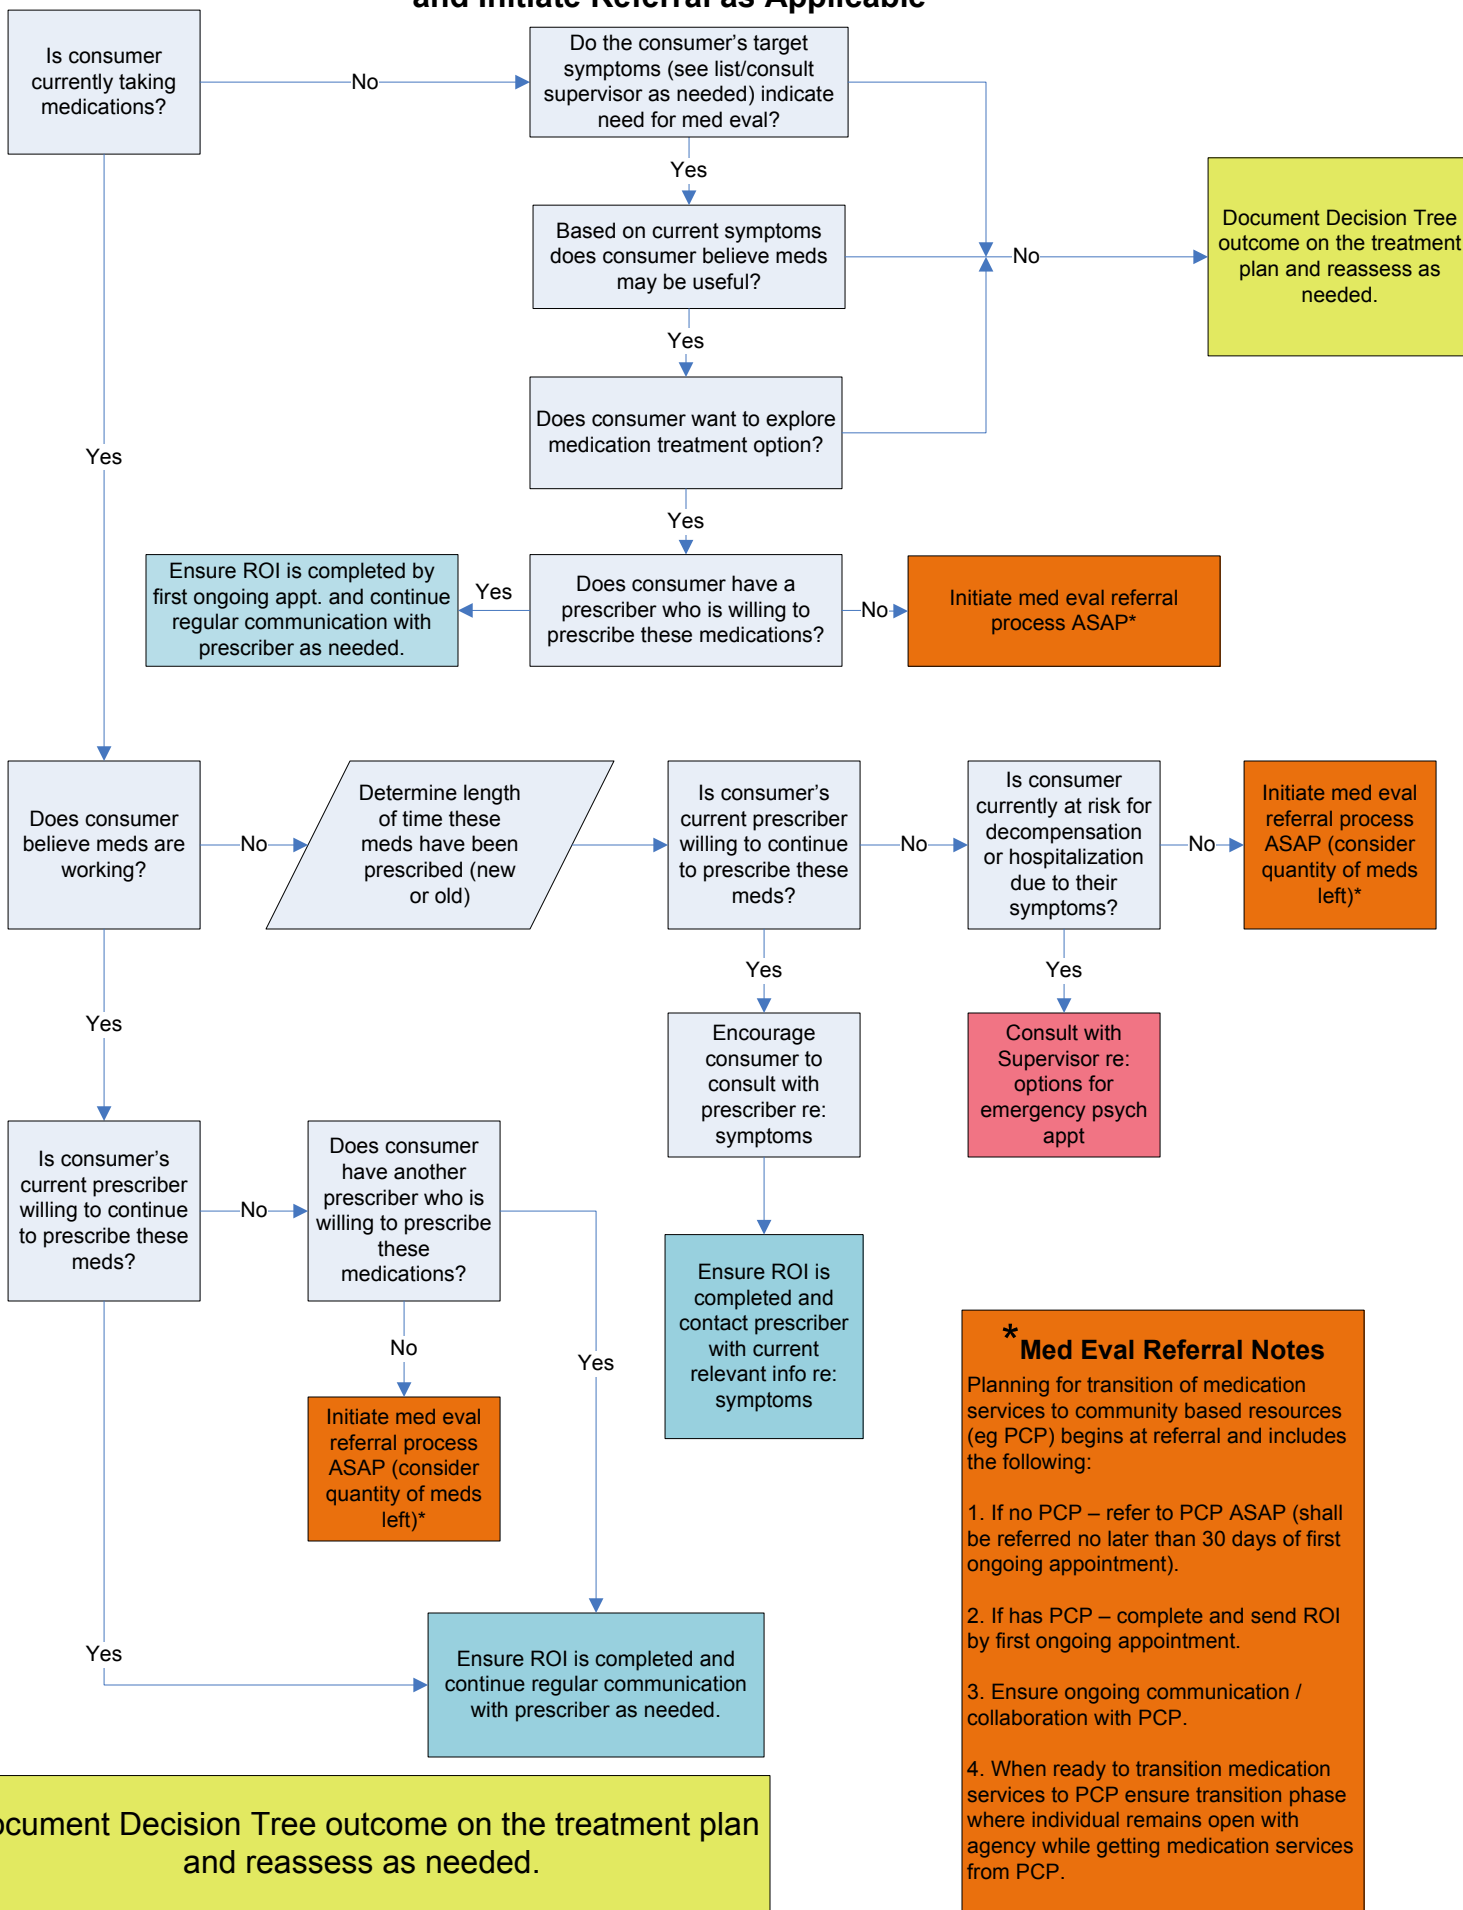 and Initiate Referral as Applicable
Is consumer
currently taking
medications?
No
Do the consumer's target
symptoms (see list/consult
supervisor as needed) indicate
need for med eval?
Yes
Based on current symptoms
does consumer believe meds
may be useful?
No
Document Decision Tree
outcome on the treatment
plan and reassess as
needed.
Yes
Does consumer want to explore
medication treatment option?
Yes
Yes
Ensure ROI is completed by
first ongoing appt. and continue
regular communication with
prescriber as needed.
Yes
Does consumer have a
prescriber who is willing to
prescribe these medications?
No
Initiate med eval referral
process ASAP*
Does consumer
believe meds are
working?
No
Determine length
of time these
meds have been
prescribed (new
or old)
Is consumer's
current prescriber
willing to continue
to prescribe these
meds?
No
Is consumer
currently at risk for
decompensation
or hospitalization
due to their
symptoms?
No
Initiate med eval
referral process
ASAP (consider
quantity of meds
left)*
Yes
Yes
Yes
Encourage
consumer to
consult with
prescriber re:
symptoms
Consult with
Supervisor re:
options for
emergency psych
appt
Is consumer's
current prescriber
willing to continue
to prescribe these
meds?
No
Does consumer
have another
prescriber who is
willing to prescribe
these
medications?
Ensure ROI is
completed and
contact prescriber
with current
relevant info re:
symptoms
No
Yes
Initiate med eval
referral process
ASAP (consider
quantity of meds
left)*
Yes
Ensure ROI is completed and
continue regular communication
with prescriber as needed.
*Med Eval Referral Notes
Planning for transition of medication
services to community based resources
(eg PCP) begins at referral and includes
the following:
1. If no PCP – refer to PCP ASAP (shall
be referred no later than 30 days of first
ongoing appointment).
2. If has PCP – complete and send ROI
by first ongoing appointment.
3. Ensure ongoing communication /
collaboration with PCP.
4. When ready to transition medication
services to PCP ensure transition phase
where individual remains open with
agency while getting medication services
from PCP.
ocument Decision Tree outcome on the treatment plan
and reassess as needed.